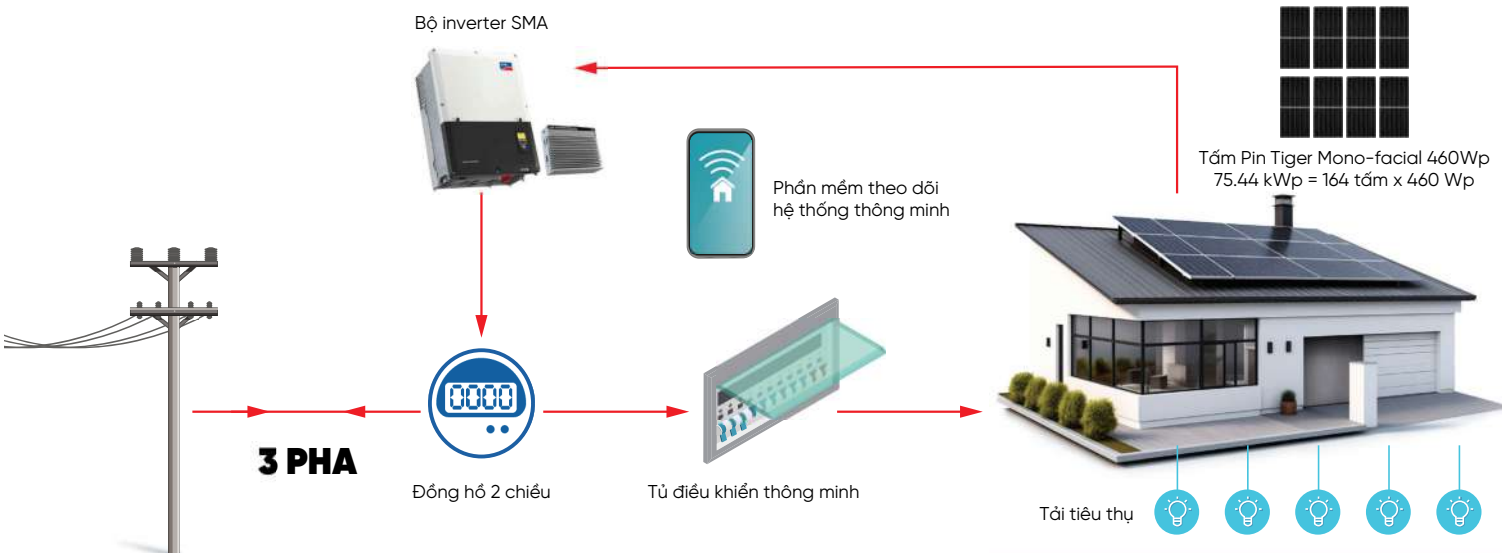 Bộ inverter SMA
Tấm Pin Tiger Mono-facial 460Wp
75.44 kWp = 164 tấm x 460 Wp
Phần mềm theo dõi
hệ thống thông minh
0000
3 PHA
Đồng hồ 2 chiều
Tủ điều khiển thông minh
Tải tiêu thụ